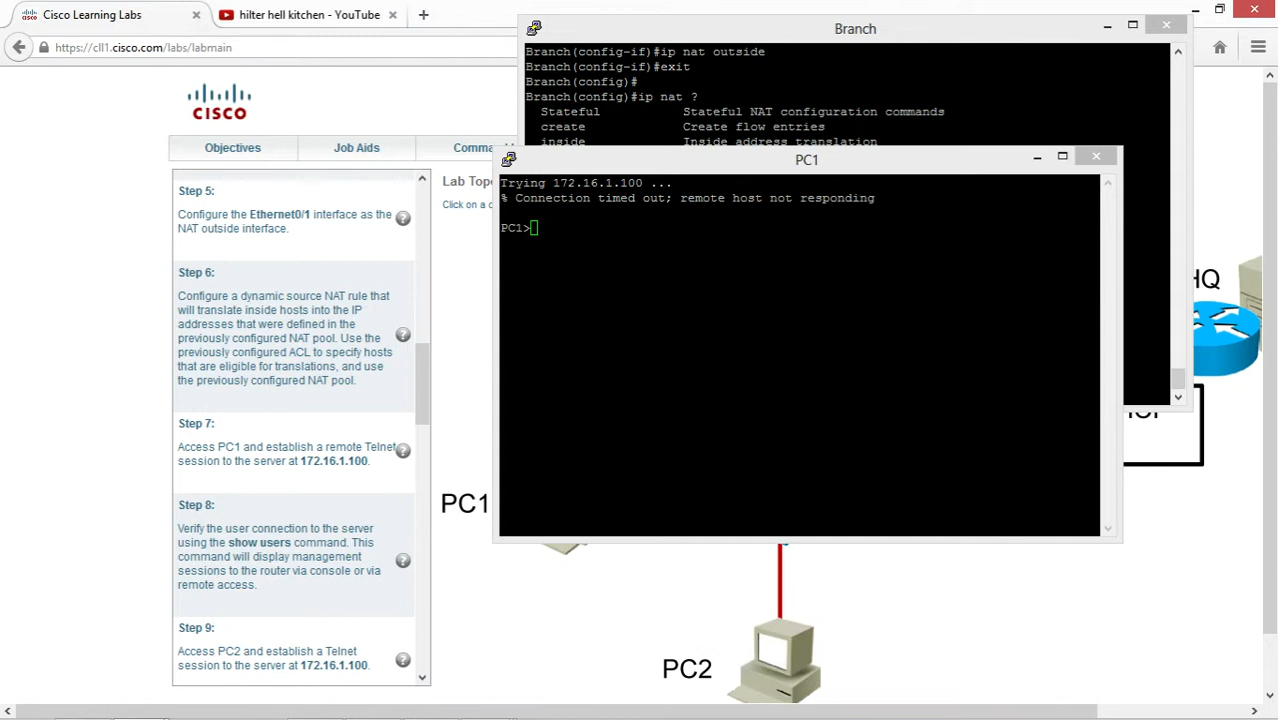 Cisco Learning Labs
hilter hell kitchen - YouTube
https://cll1.cisco.com/labs/labmain
CISCO
Objectives
Job Aids
Step 5:
Configure the Ethernet0/1 interface as the
NAT outside interface.
Step 6:
Configure a dynamic source NAT rule that
will translate inside hosts into the IP
addresses that were defined in the
previously configured NAT pool. Use the
previously configured ACL to specify hosts
that are eligible for translations, and use
the previously configured NAT pool.
Step 7:
Access PC1 and establish a remote Telnet
session to the server at 172.16.1.100.
Step 8:
Verify the user connection to the server
using the show users command. This
command will display management
sessions to the router via console or via
remote access.
Step 9:
Access PC2 and establish a Telnet
session to the server at 172.16.1.100.
Lab
Click on a
Branch
Branch(config-if)#ip nat outside
Branch(config-if)#exit
Branch(config)#
Branch(config)#ip nat ?
Stateful Stateful NAT configuration commands
create Create flow entries
inside Inside address translation
PC1
Trying 172.16.1.100 ...
% Connection timed out; remote host not responding
PC1>
HQ
PC1
PC2